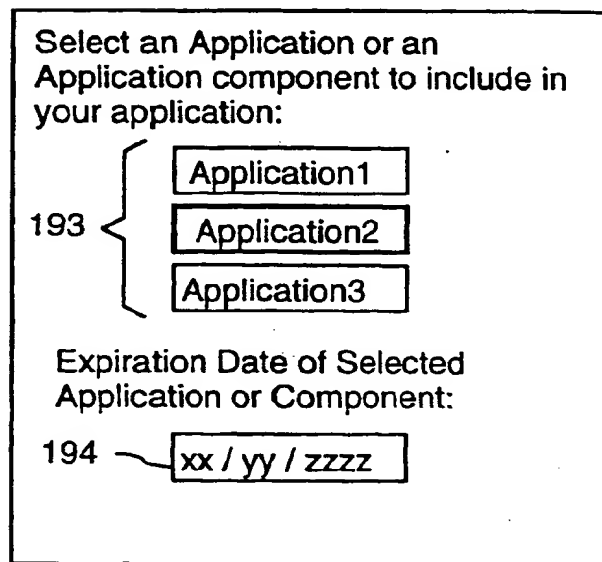 Select an Application or an
Application component to include in
your application:
Application1
193
Application2
Application3
Expiration Date of Selected
Application or Component:
194
xx / yy / zzzz